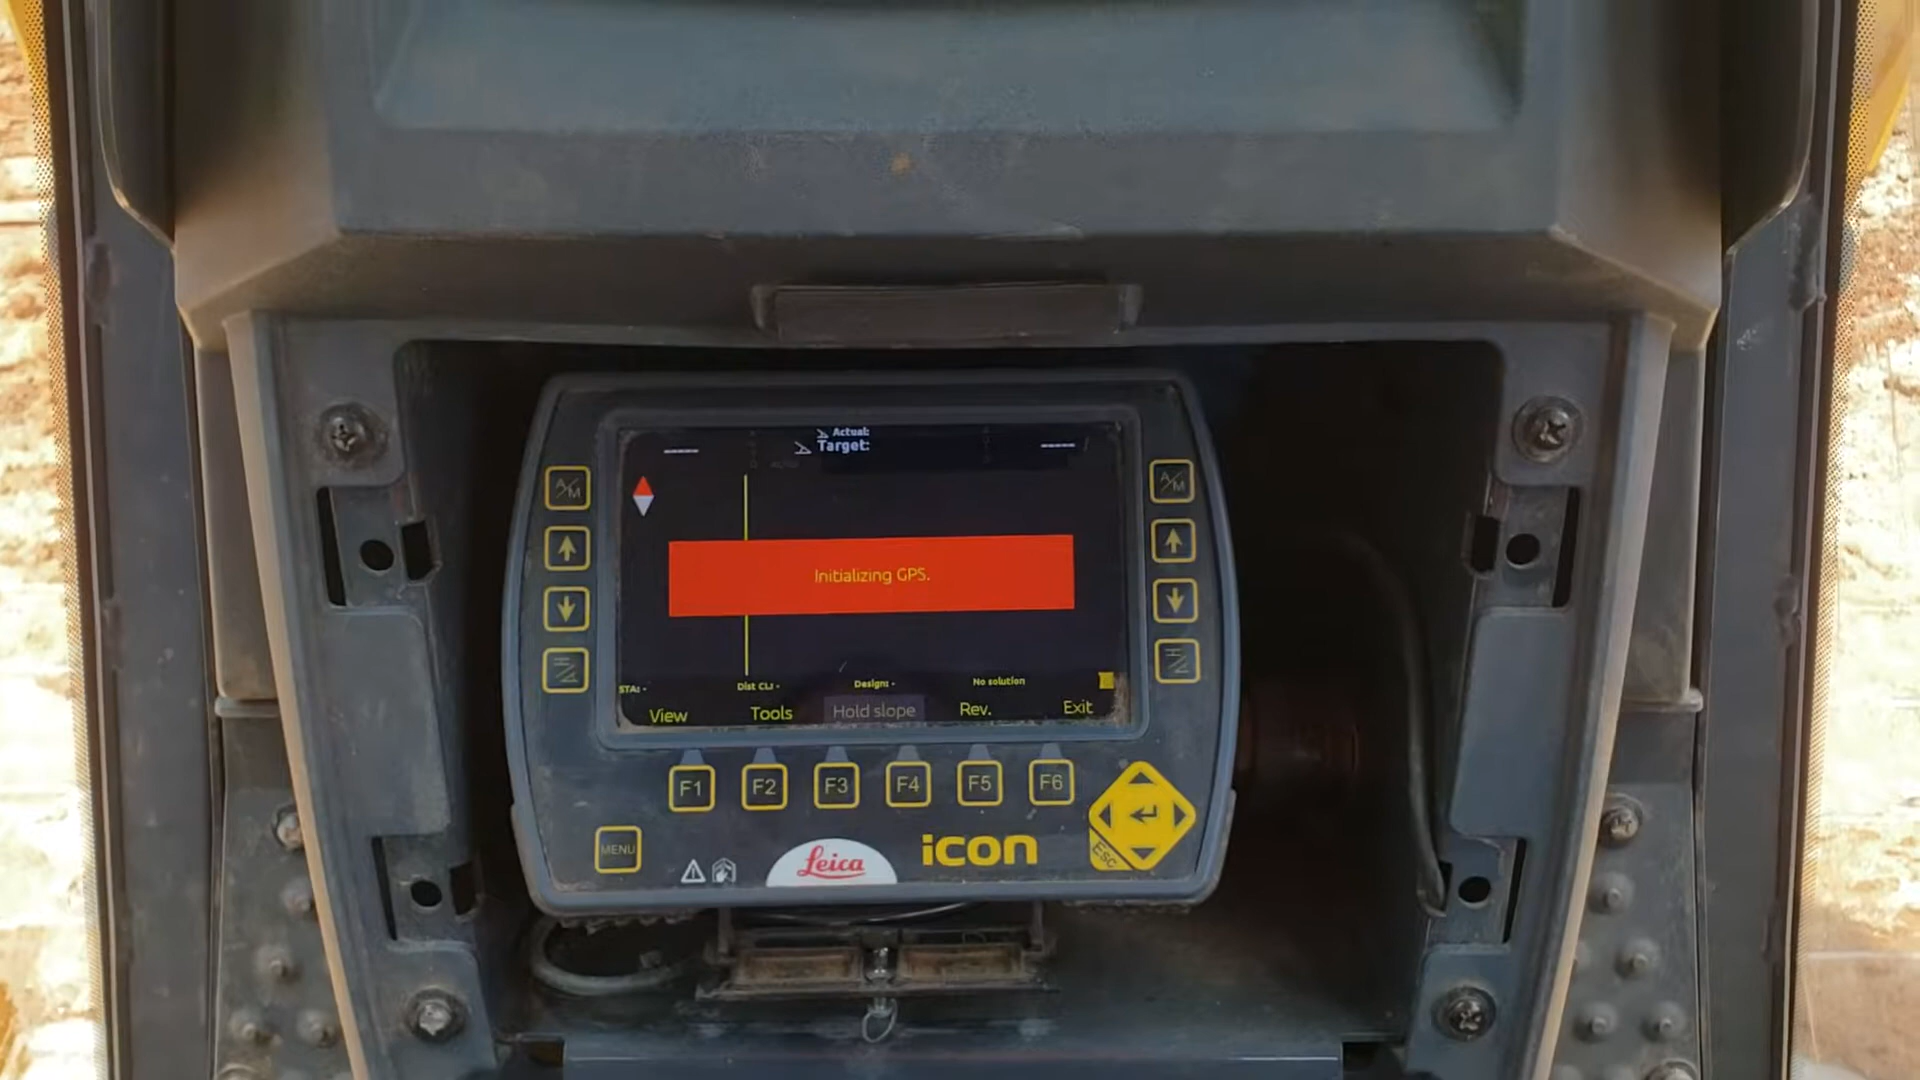 Actual:
Target:
Initializing GPS.
STA: - Dist CL: - Design: - No solution
View Tools Hold slope Rev. Exit
A/M
A/M
F1 F2 F3 F4 F5 F6
MENU
Leica
icon
Esc